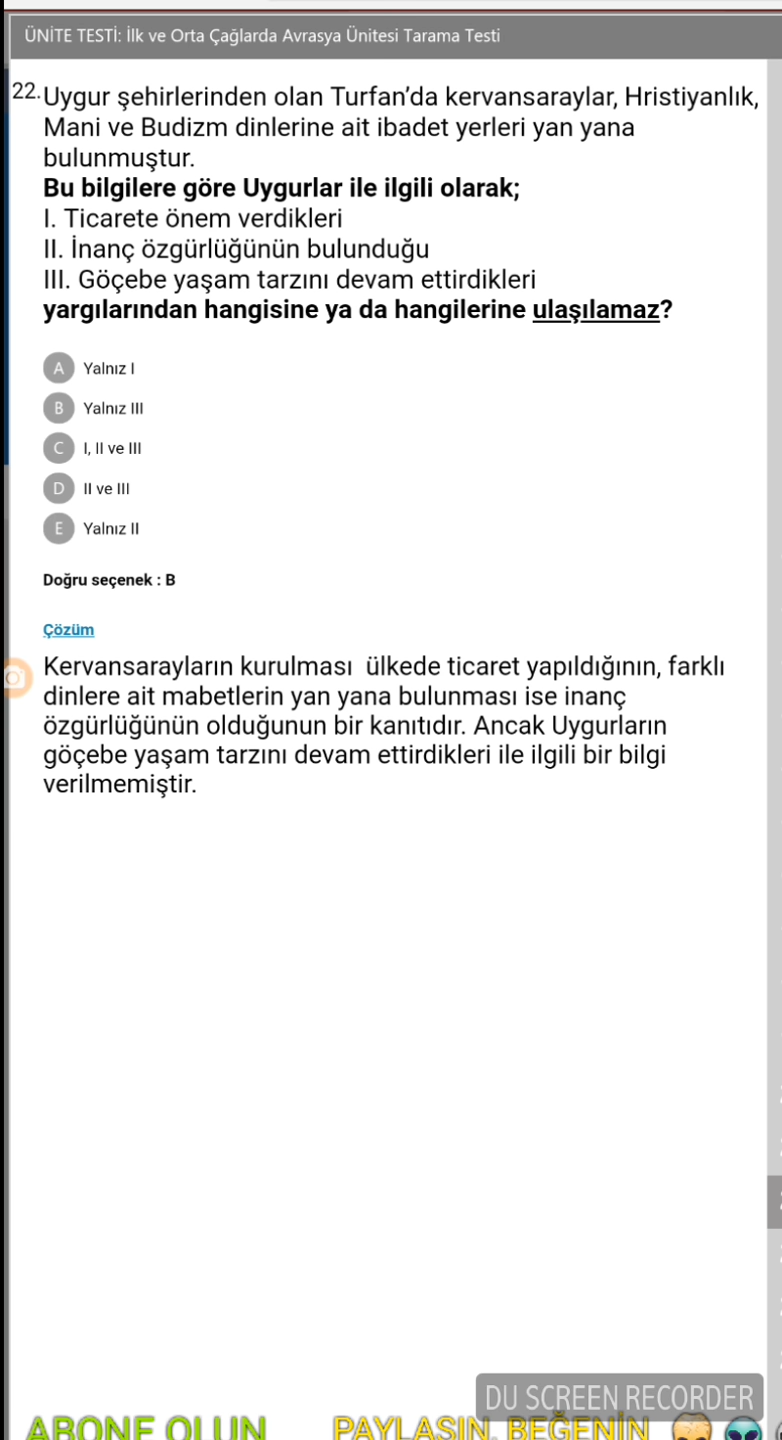 ÜNİTE TESTİ: İlk ve Orta Çağlarda Avrasya Ünitesi Tarama Testi
22. Uygur şehirlerinden olan Turfan'da kervansaraylar, Hristiyanlık,
Mani ve Budizm dinlerine ait ibadet yerleri yan yana
bulunmuştur.
Bu bilgilere göre Uygurlar ile ilgili olarak;
I. Ticarete önem verdikleri
II. İnanç özgürlüğünün bulunduğu
III. Göçebe yaşam tarzını devam ettirdikleri
yargılarından hangisine ya da hangilerine ulaşılamaz?
A Yalnız I
B Yalnız III
C I, II ve III
D II ve III
E Yalnız II
Doğru seçenek : B
Çözüm
Kervansarayların kurulması ülkede ticaret yapıldığının, farklı
dinlere ait mabetlerin yan yana bulunması ise inanç
özgürlüğünün olduğunun bir kanıtıdır. Ancak Uygurların
göçebe yaşam tarzını devam ettirdikleri ile ilgili bir bilgi
verilmemiştir.
DU SCREEN RECORDER
ABONE OLUN PAYLAŞIN, BEĞENİN